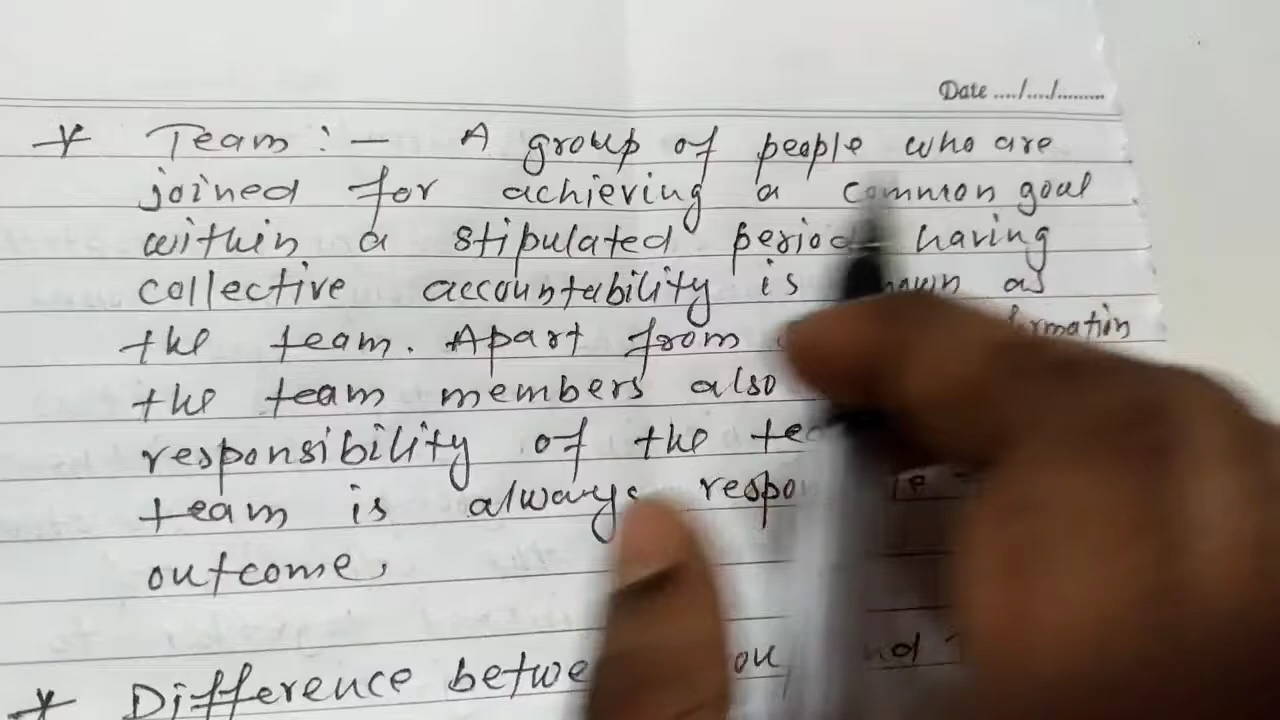 Date ..../..../.........
* Team :- A group of people who are
joined for achieving a common goal
within a stipulated period having
collective accountability is as
the team. Apart from
the team members also
responsibility of the
team is always
outcome.
* Difference